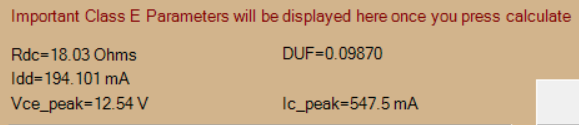 Important Class E Parameters will be displayed here once you press calculate
Rdc=18.03 Ohms
DUF=0.09870
Idd=194.101 mA
Vce_peak=12.54 V
Ic_peak=547.5 mA